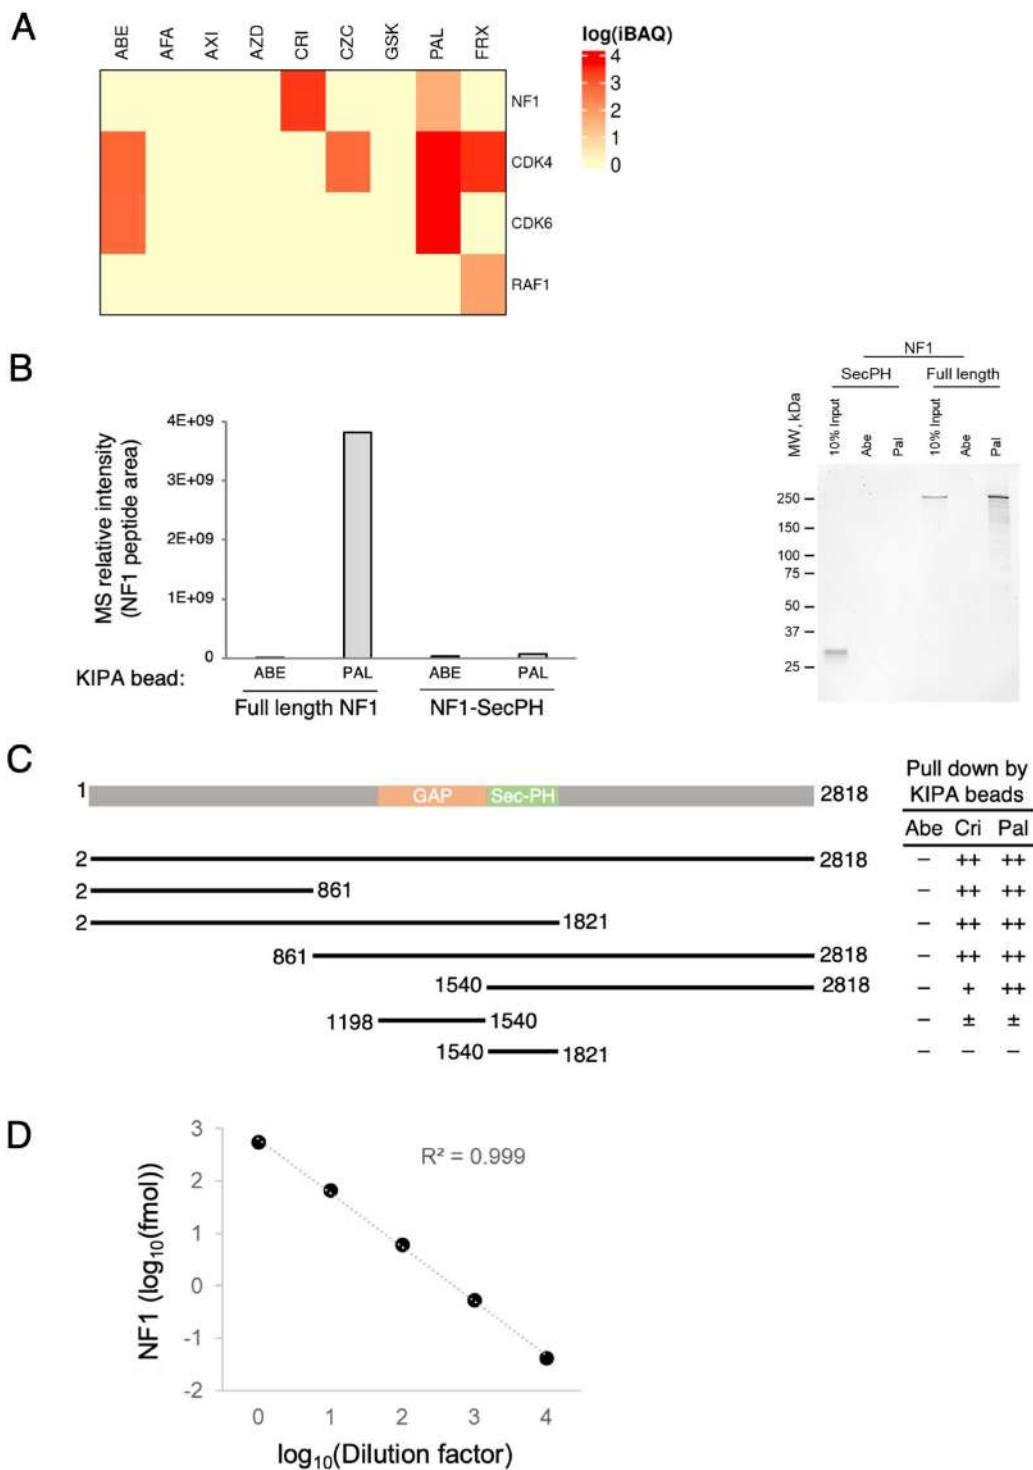 A
ABE AFA AXI AZD CRI CZC GSK PAL FRX
log(iBAQ)
4
3
2
1
0
NF1
CDK4
CDK6
RAF1
B
MS relative intensity
(NF1 peptide area)
4E+09
3E+09
2E+09
1E+09
0
KIPA bead:
ABE PAL ABE PAL
Full length NF1 NF1-SecPH
NF1
SecPH Full length
MW, kDa
10% Input Abe Pal 10% Input Abe Pal
250
150
100
75
50
37
25
C
Pull down by
KIPA beads
Abe Cri Pal
1 GAP Sec-PH 2818
2 2818 – ++ ++
2 861 – ++ ++
2 1821 – ++ ++
861 2818 – ++ ++
1540 2818 – + ++
1198 1540 – ± ±
1540 1821 – – –
D
NF1 (log10(fmol))
3
2
1
0
-1
-2
R² = 0.999
0 1 2 3 4
log10(Dilution factor)